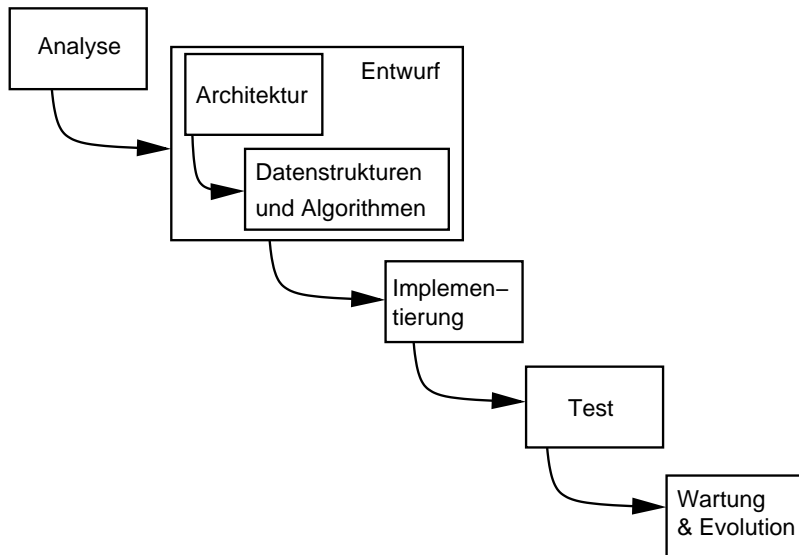 Analyse
Entwurf
Architektur
Datenstrukturen
und Algorithmen
Implemen−
tierung
Test
Wartung
& Evolution